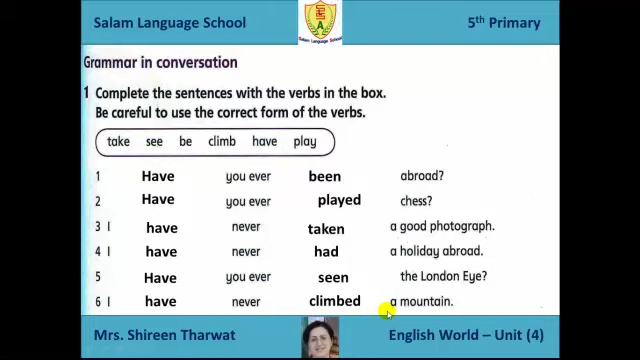 Salam Language School
Salam Language School
5th Primary
Grammar in conversation
1 Complete the sentences with the verbs in the box.
Be careful to use the correct form of the verbs.
take see be climb have play
1 Have you ever been abroad?
2 Have you ever played chess?
3 I have never taken a good photograph.
4 I have never had a holiday abroad.
5 Have you ever seen the London Eye?
6 I have never climbed a mountain.
Mrs. Shireen Tharwat
English World – Unit (4)